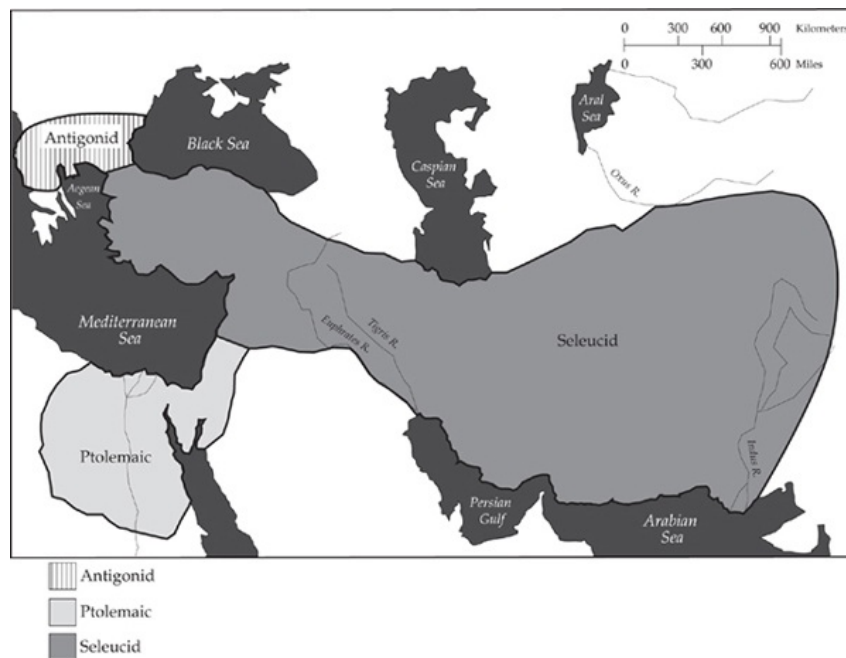 0 300 600 900 Kilometers
0 300 600 Miles
Aral
Sea
Antigonid
Black Sea
Caspian
Sea
Oxus R.
Aegean
Sea
Mediterranean
Sea
Tigris R.
Euphrates R.
Seleucid
Ptolemaic
Indus R.
Persian
Gulf
Arabian
Sea
Antigonid
Ptolemaic
Seleucid